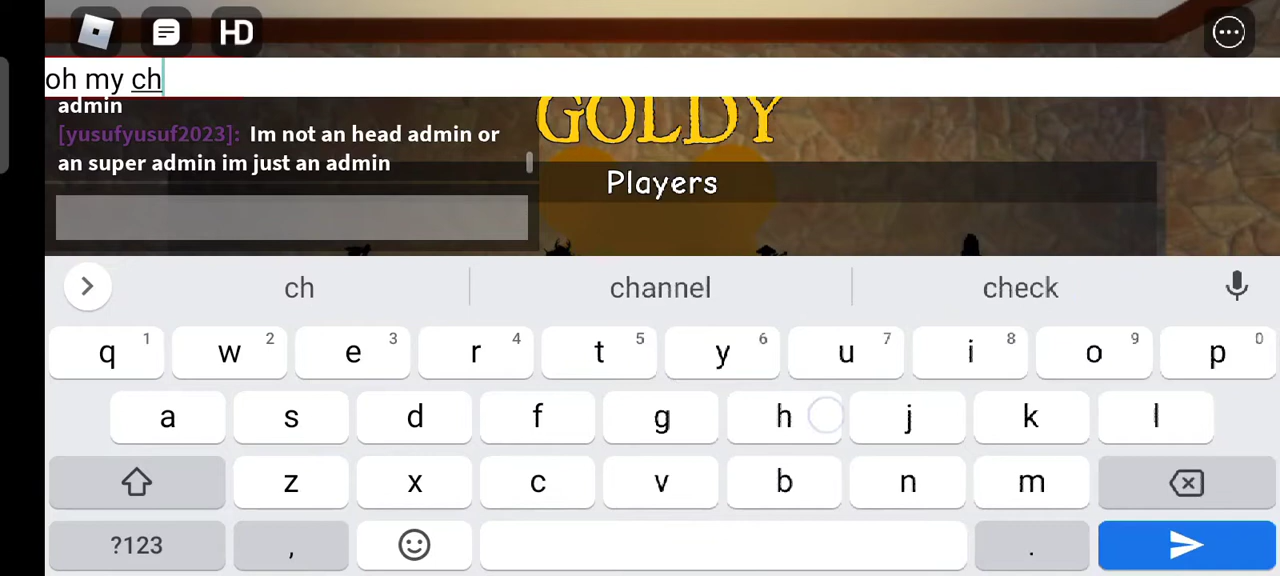 HD
oh my ch
admin
[yusufyusuf2023]: Im not an head admin or
an super admin im just an admin
GOLDY
Players
ch channel check
q 1 w 2 e 3 r 4 t 5 y 6 u 7 i 8 o 9 p 0
a s d f g h j k l
z x c v b n m
?123 , .